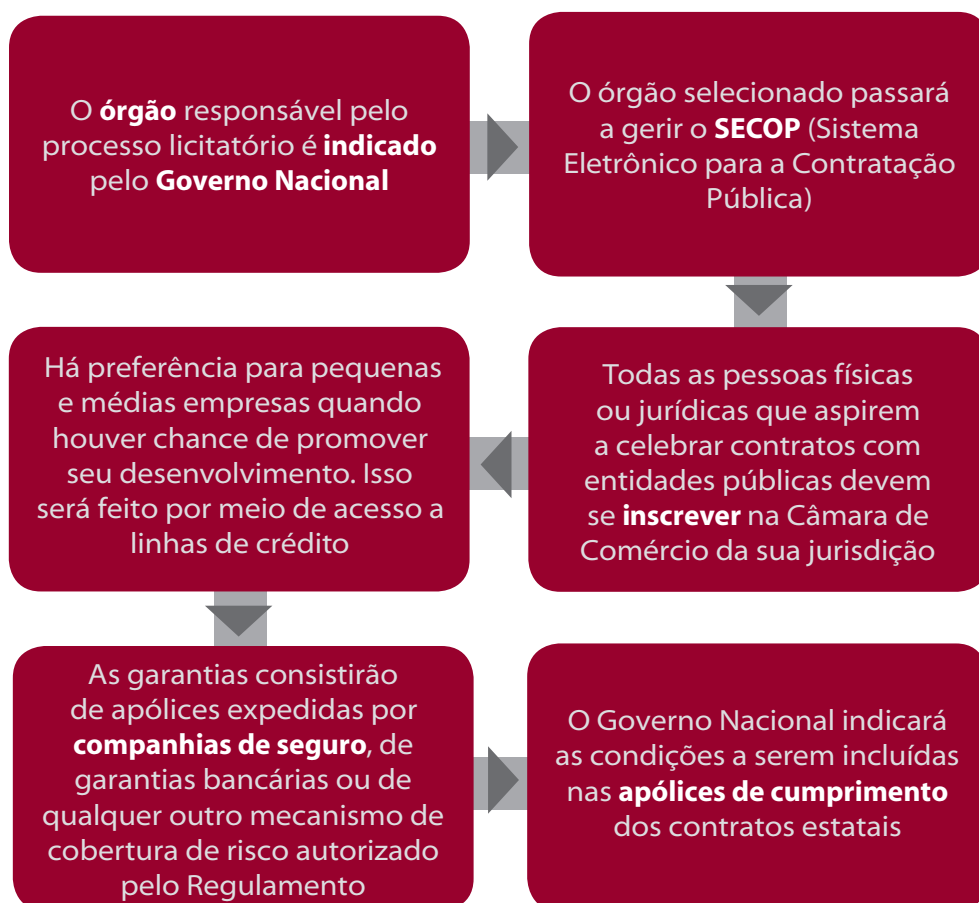 O órgão responsável pelo
processo licitatório é indicado
pelo Governo Nacional
O órgão selecionado passará
a gerir o SECOP (Sistema
Eletrônico para a Contratação
Pública)
Todas as pessoas físicas
ou jurídicas que aspirem
a celebrar contratos com
entidades públicas devem
se inscrever na Câmara de
Comércio da sua jurisdição
Há preferência para pequenas
e médias empresas quando
houver chance de promover
seu desenvolvimento. Isso
será feito por meio de acesso a
linhas de crédito
As garantias consistirão
de apólices expedidas por
companhias de seguro, de
garantias bancárias ou de
qualquer outro mecanismo de
cobertura de risco autorizado
pelo Regulamento
O Governo Nacional indicará
as condições a serem incluídas
nas apólices de cumprimento
dos contratos estatais